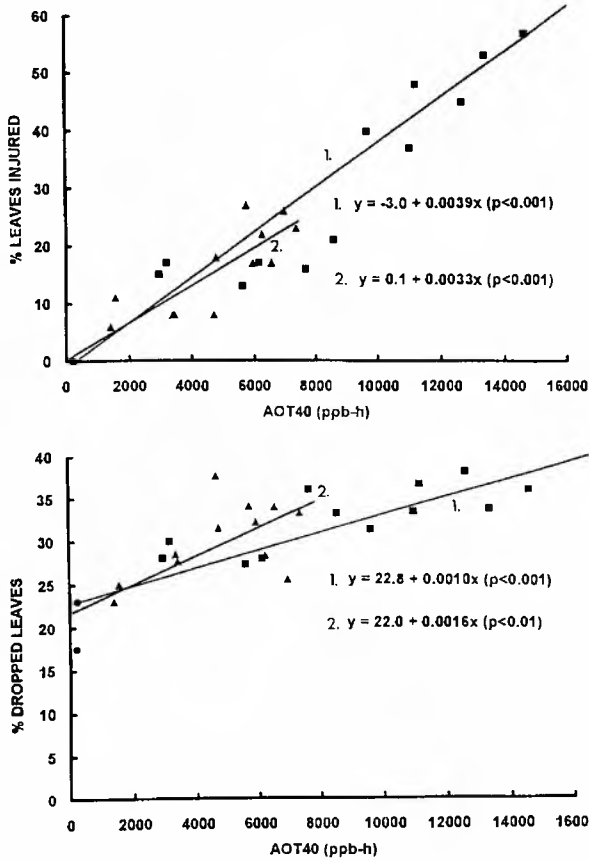 60
50
40
30
20
10
0
% LEAVES INJURED
1.
2.
1. y = -3.0 + 0.0039x (p<0.001)
2. y = 0.1 + 0.0033x (p<0.001)
0 2000 4000 6000 8000 10000 12000 14000 16000
AOT40 (ppb-h)
40
35
30
25
20
15
10
5
0
% DROPPED LEAVES
2.
1.
1. y = 22.8 + 0.0010x (p<0.001)
2. y = 22.0 + 0.0016x (p<0.01)
0 2000 4000 6000 8000 10000 12000 14000 1600
AOT40 (ppb-h)